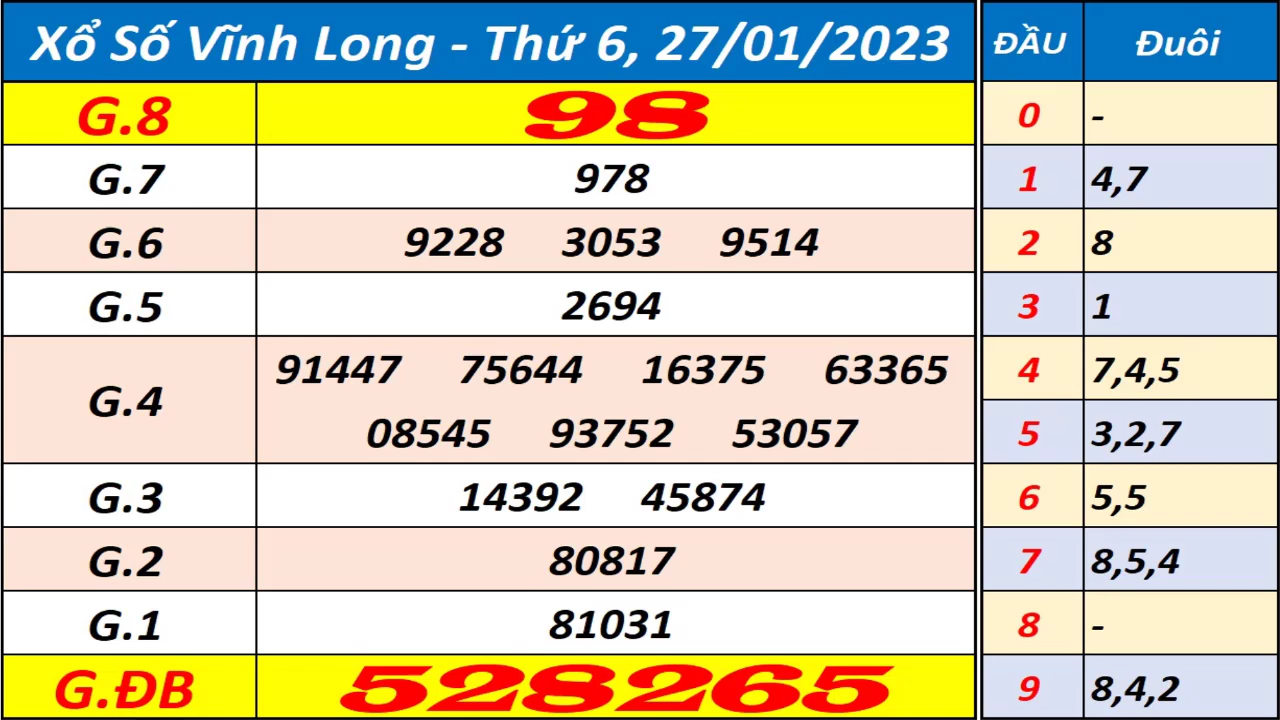 Xổ Số Vĩnh Long - Thứ 6, 27/01/2023
G.8 98
G.7 978
G.6 9228 3053 9514
G.5 2694
G.4 91447 75644 16375 63365
08545 93752 53057
G.3 14392 45874
G.2 80817
G.1 81031
G.ĐB 528265
ĐẦU Đuôi
0 -
1 4,7
2 8
3 1
4 7,4,5
5 3,2,7
6 5,5
7 8,5,4
8 -
9 8,4,2